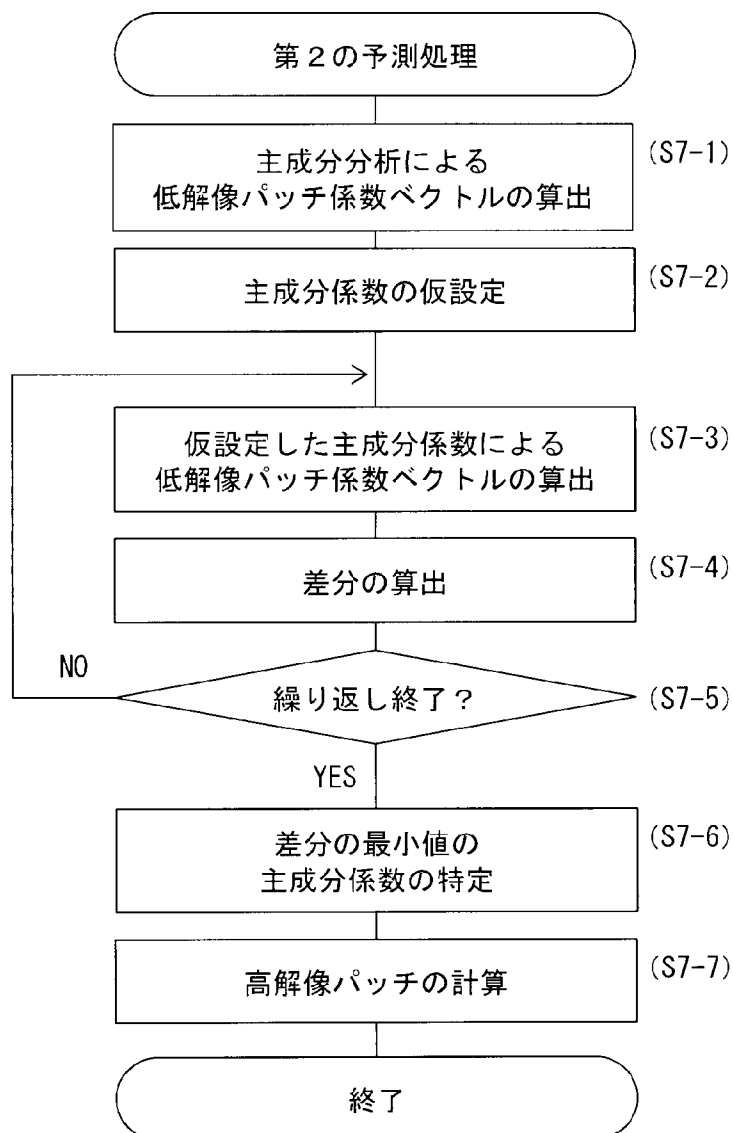 第2の予測処理
主成分分析による
低解像パッチ係数ベクトルの算出
(S7-1)
主成分係数の仮設定
(S7-2)
仮設定した主成分係数による
低解像パッチ係数ベクトルの算出
(S7-3)
差分の算出
(S7-4)
NO
繰り返し終了？
(S7-5)
YES
差分の最小値の
主成分係数の特定
(S7-6)
高解像パッチの計算
(S7-7)
終了